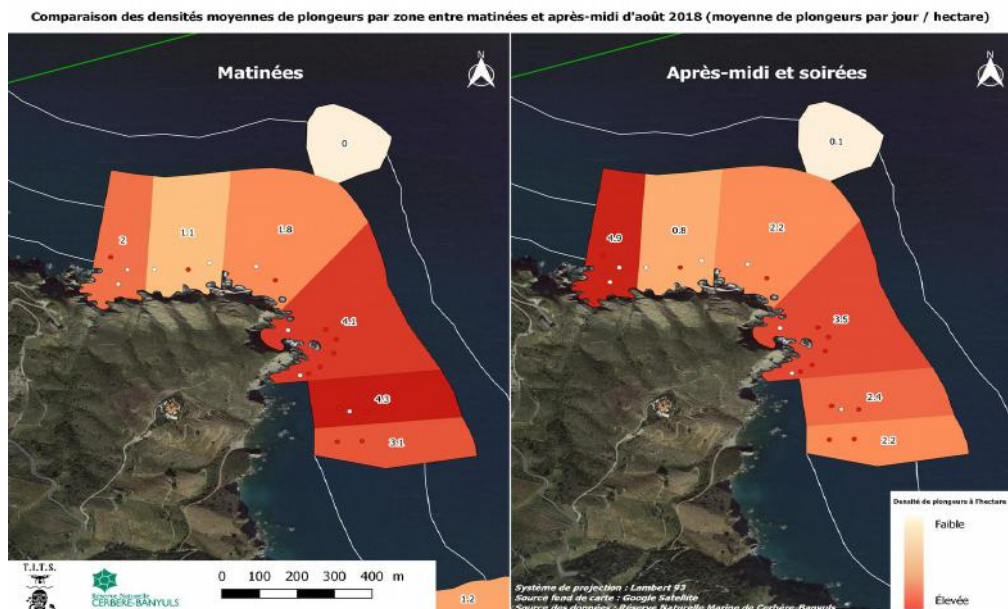 Comparaison des densités moyennes de plongeurs par zone entre matinées et après-midi d'août 2018 (moyenne de plongeurs par jour / hectare)
Matinées
N
0
2
1.1
1.8
4.1
4.3
3.1
1.2
T.I.T.S.
Réserve Naturelle
CERBÈRE-BANYULS
0 100 200 300 400 m
Après-midi et soirées
N
0.1
4.9
0.8
2.2
3.5
2.4
2.2
Densité de plongeurs à l'hectare
Faible
Élevée
Système de projection : Lambert 93
Source fond de carte : Google Satellite
Source des données : Réserve Naturelle Marine de Cerbère-Banyuls